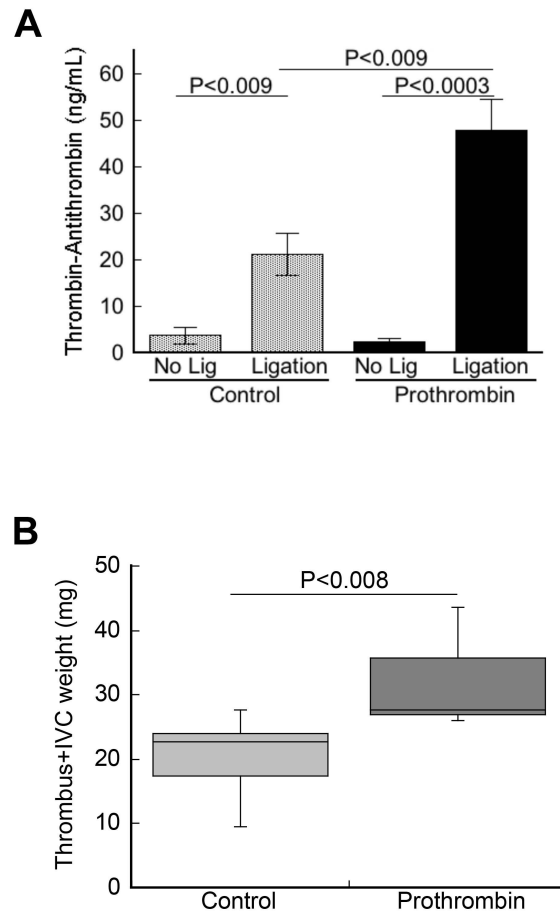 A
Thrombin-Antithrombin (ng/mL)
60
50
40
30
20
10
0
P<0.009
P<0.009
P<0.0003
No Lig
Ligation
No Lig
Ligation
Control
Prothrombin
B
Thrombus+IVC weight (mg)
50
40
30
20
10
0
P<0.008
Control
Prothrombin